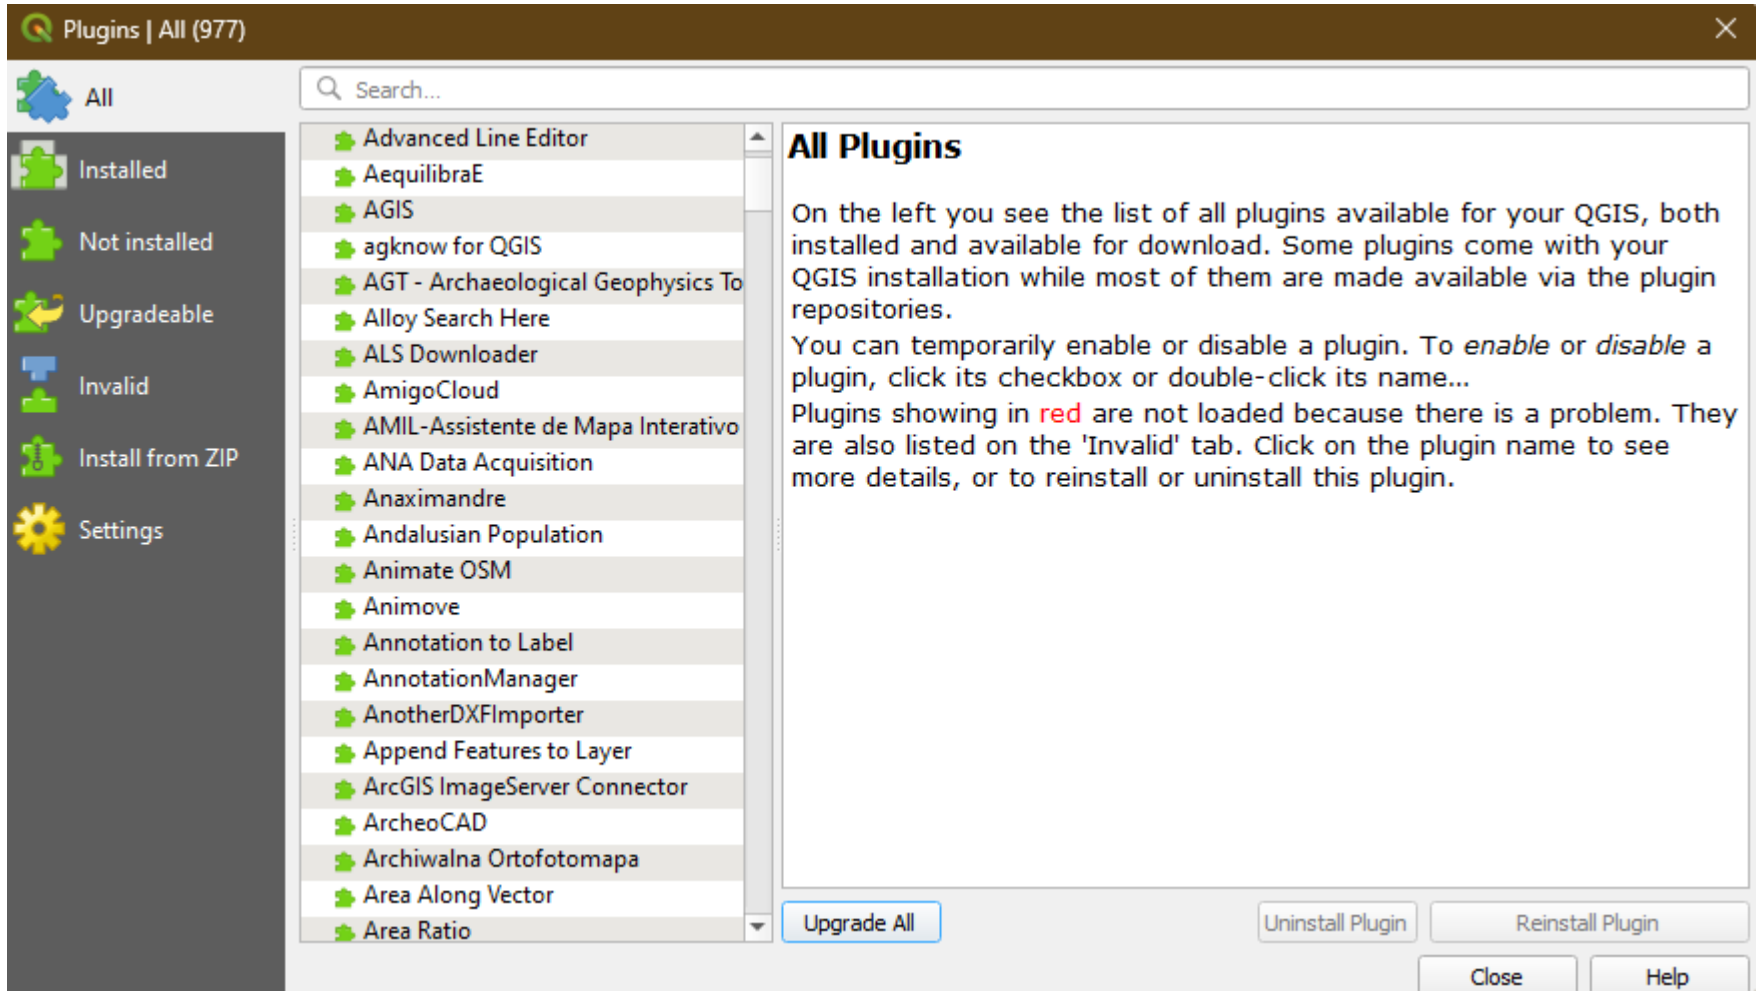 Plugins | All (977)
All
Installed
Not installed
Upgradeable
Invalid
Install from ZIP
Settings
Search...
Advanced Line Editor
AequilibraE
AGIS
agknow for QGIS
AGT - Archaeological Geophysics To
Alloy Search Here
ALS Downloader
AmigoCloud
AMIL-Assistente de Mapa Interativo
ANA Data Acquisition
Anaximandre
Andalusian Population
Animate OSM
Animove
Annotation to Label
AnnotationManager
AnotherDXFImporter
Append Features to Layer
ArcGIS ImageServer Connector
ArcheoCAD
Archiwalna Ortofotomapa
Area Along Vector
Area Ratio
All Plugins
On the left you see the list of all plugins available for your QGIS, both
installed and available for download. Some plugins come with your
QGIS installation while most of them are made available via the plugin
repositories.
You can temporarily enable or disable a plugin. To enable or disable a
plugin, click its checkbox or double-click its name...
Plugins showing in red are not loaded because there is a problem. They
are also listed on the 'Invalid' tab. Click on the plugin name to see
more details, or to reinstall or uninstall this plugin.
Upgrade All
Uninstall Plugin
Reinstall Plugin
Close
Help